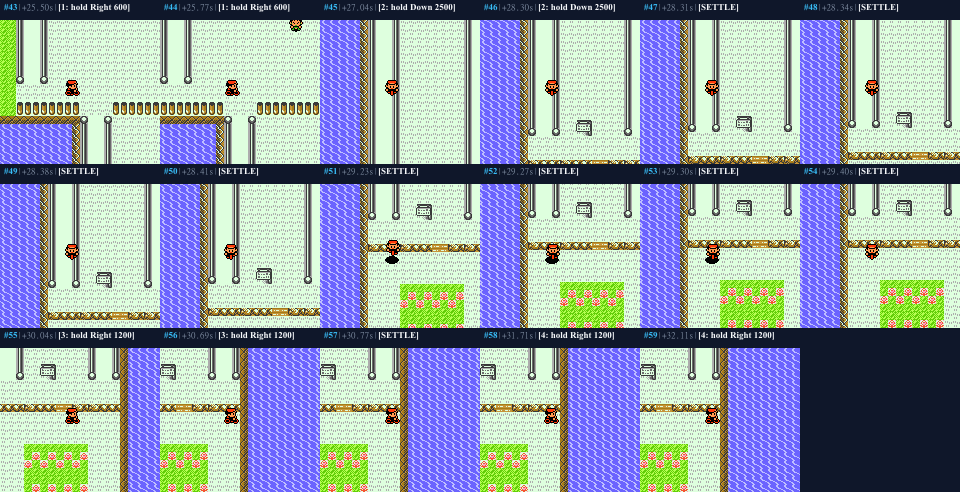 #43|+25.50s|[1: hold Right 600]
#44|+25.77s|[1: hold Right 600]
#45|+27.04s|[2: hold Down 2500]
#46|+28.30s|[2: hold Down 2500]
#47|+28.31s|[SETTLE]
#48|+28.34s|[SETTLE]
#49|+28.38s|[SETTLE]
#50|+28.41s|[SETTLE]
#51|+29.23s|[SETTLE]
#52|+29.27s|[SETTLE]
#53|+29.30s|[SETTLE]
#54|+29.40s|[SETTLE]
#55|+30.04s|[3: hold Right 1200]
#56|+30.69s|[3: hold Right 1200]
#57|+30.77s|[SETTLE]
#58|+31.71s|[4: hold Right 1200]
#59|+32.11s|[4: hold Right 1200]